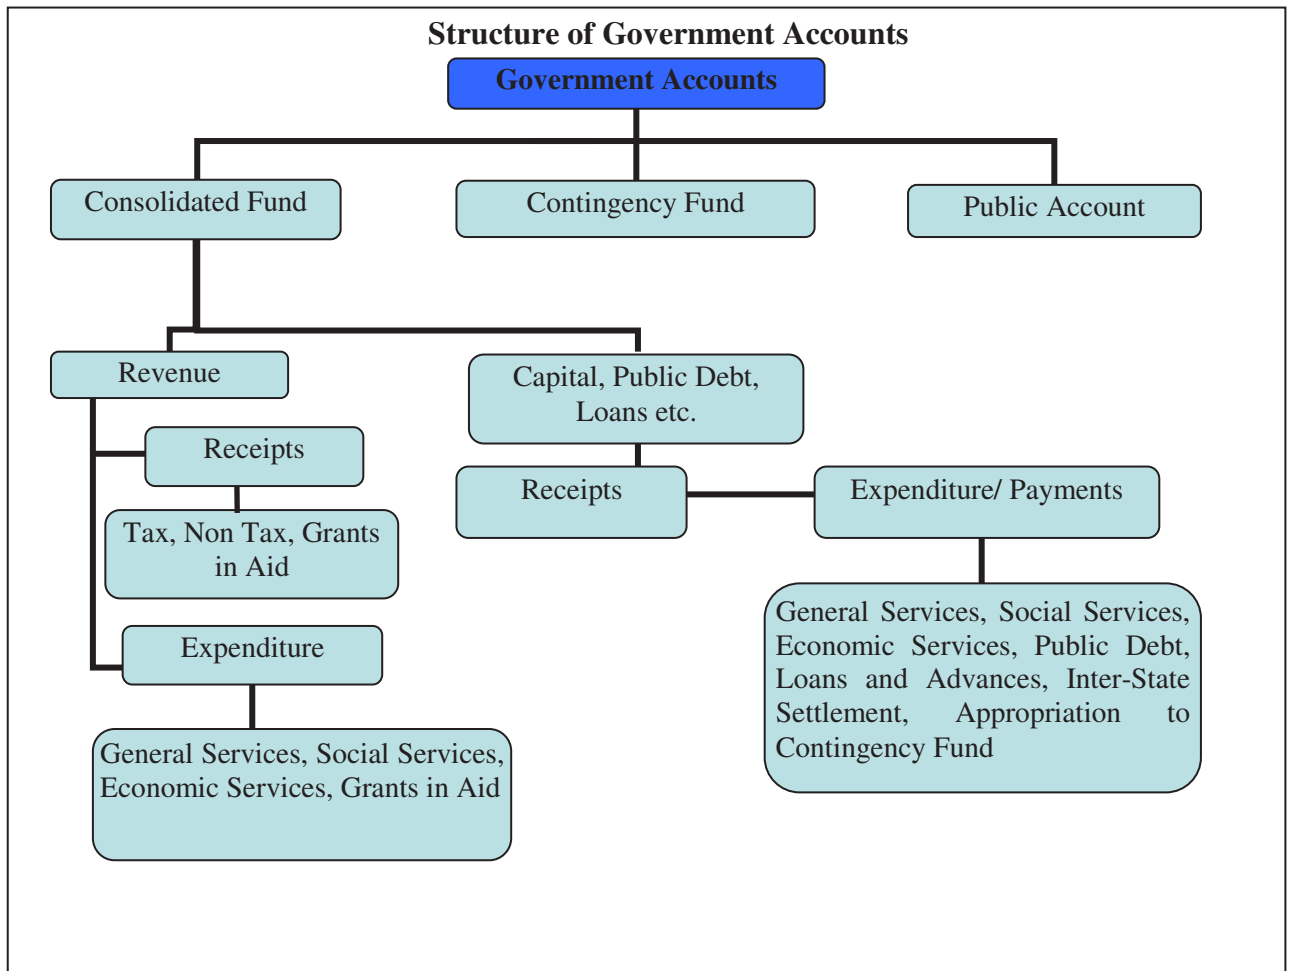 Structure of Government Accounts
Government Accounts
Consolidated Fund
Contingency Fund
Public Account
Revenue
Capital, Public Debt,
Loans etc.
Receipts
Tax, Non Tax, Grants
in Aid
Expenditure
General Services, Social Services,
Economic Services, Grants in Aid
Receipts
Expenditure/ Payments
General Services, Social Services,
Economic Services, Public Debt,
Loans and Advances, Inter-State
Settlement, Appropriation to
Contingency Fund